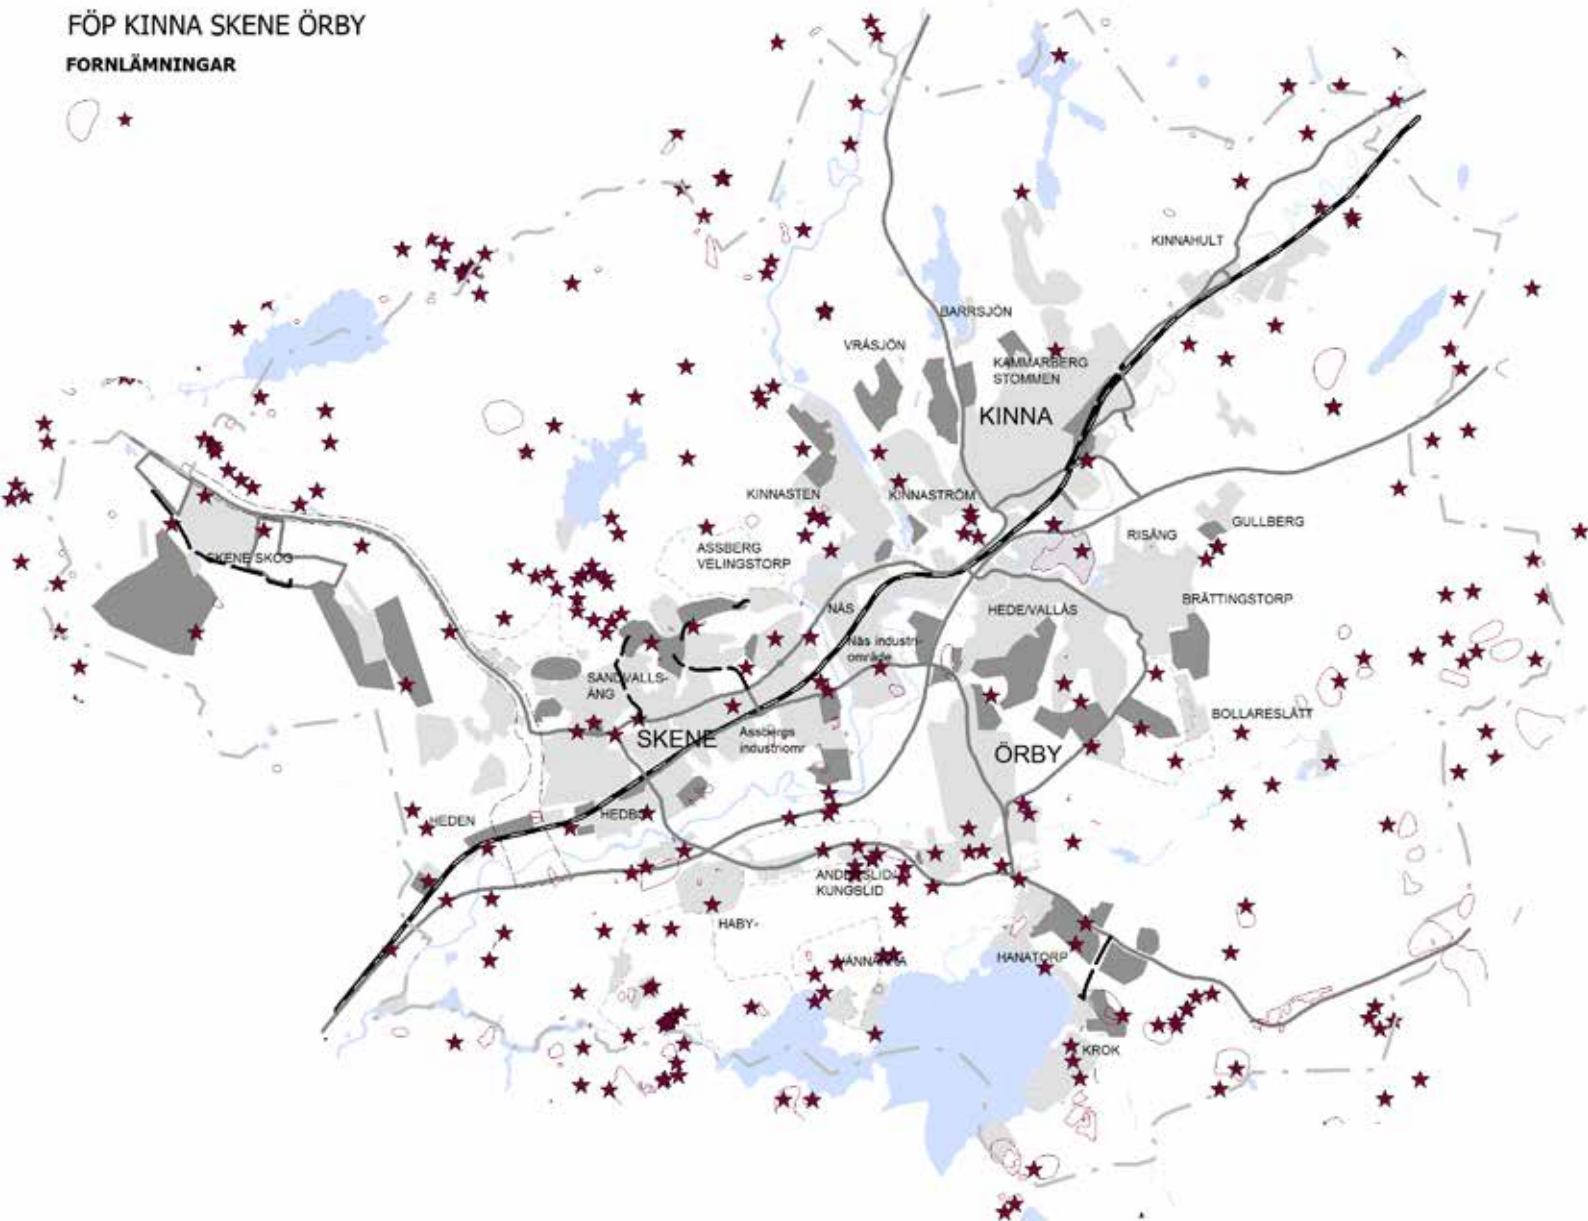 FÖP KINNA SKENE ÖRBY
FORNLÄMNINGAR
KINNAHULT
BARRSJÖN
VRÅSJÖN
KAMMARBERG
STOMMEN
KINNA
KINNASTEN
KINNASTRÖM
GULLBERG
RISÄNG
ASSBERG
VELINGSTORP
SKENE SKOG
BRÄTTINGSTORP
NÄS
HEDE/VALLÅS
Näs industri-
område
SANDVALLS-
ÄNG
BOLLARESLÄTT
SKENE
Assbergs
industriomr
ÖRBY
HEDEN
HEDBO
KUNGSLID
HABY-
HANATORP
KROK